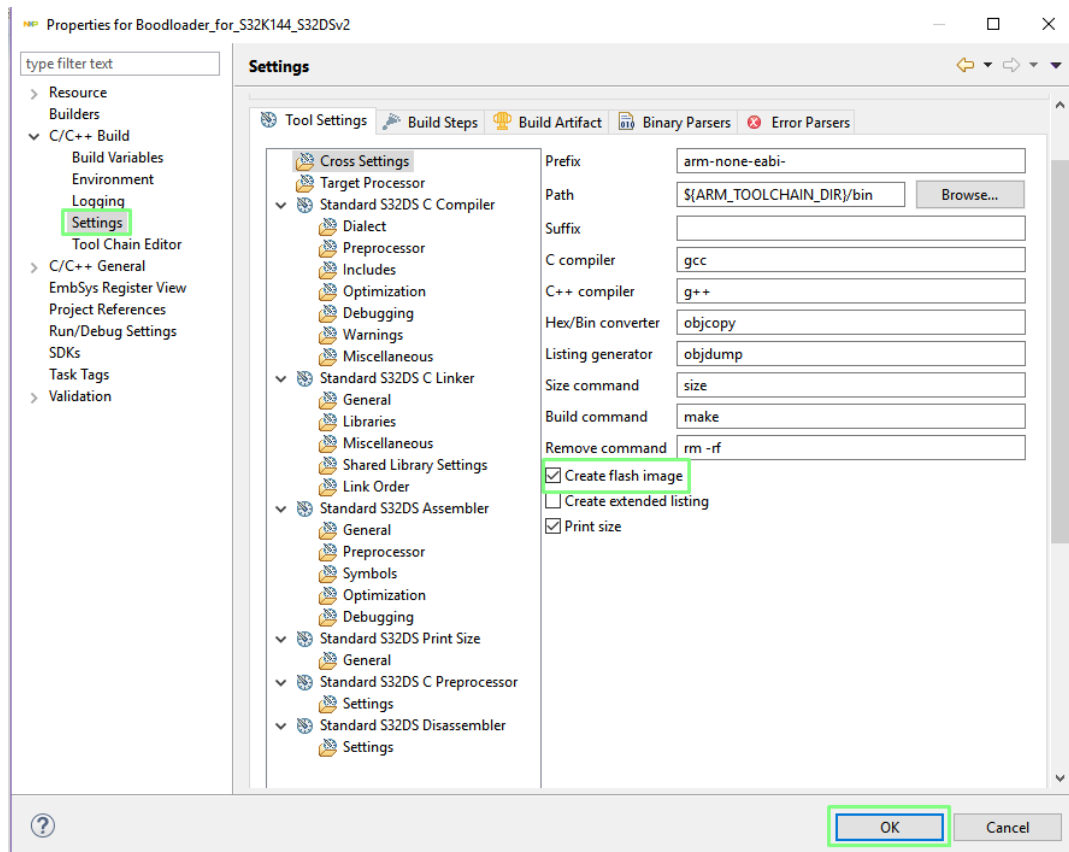 NXP Properties for Boodloader_for_S32K144_S32DSv2
type filter text
Resource
Builders
C/C++ Build
Build Variables
Environment
Logging
Settings
Tool Chain Editor
C/C++ General
EmbSys Register View
Project References
Run/Debug Settings
SDKs
Task Tags
Validation
Settings
Tool Settings
Build Steps
Build Artifact
Binary Parsers
Error Parsers
Cross Settings
Target Processor
Standard S32DS C Compiler
Dialect
Preprocessor
Includes
Optimization
Debugging
Warnings
Miscellaneous
Standard S32DS C Linker
General
Libraries
Miscellaneous
Shared Library Settings
Link Order
Standard S32DS Assembler
General
Preprocessor
Symbols
Optimization
Debugging
Standard S32DS Print Size
General
Standard S32DS C Preprocessor
Settings
Standard S32DS Disassembler
Settings
Prefix arm-none-eabi-
Path ${ARM_TOOLCHAIN_DIR}/bin Browse...
Suffix
C compiler gcc
C++ compiler g++
Hex/Bin converter objcopy
Listing generator objdump
Size command size
Build command make
Remove command rm -rf
Create flash image
Create extended listing
Print size
? OK Cancel